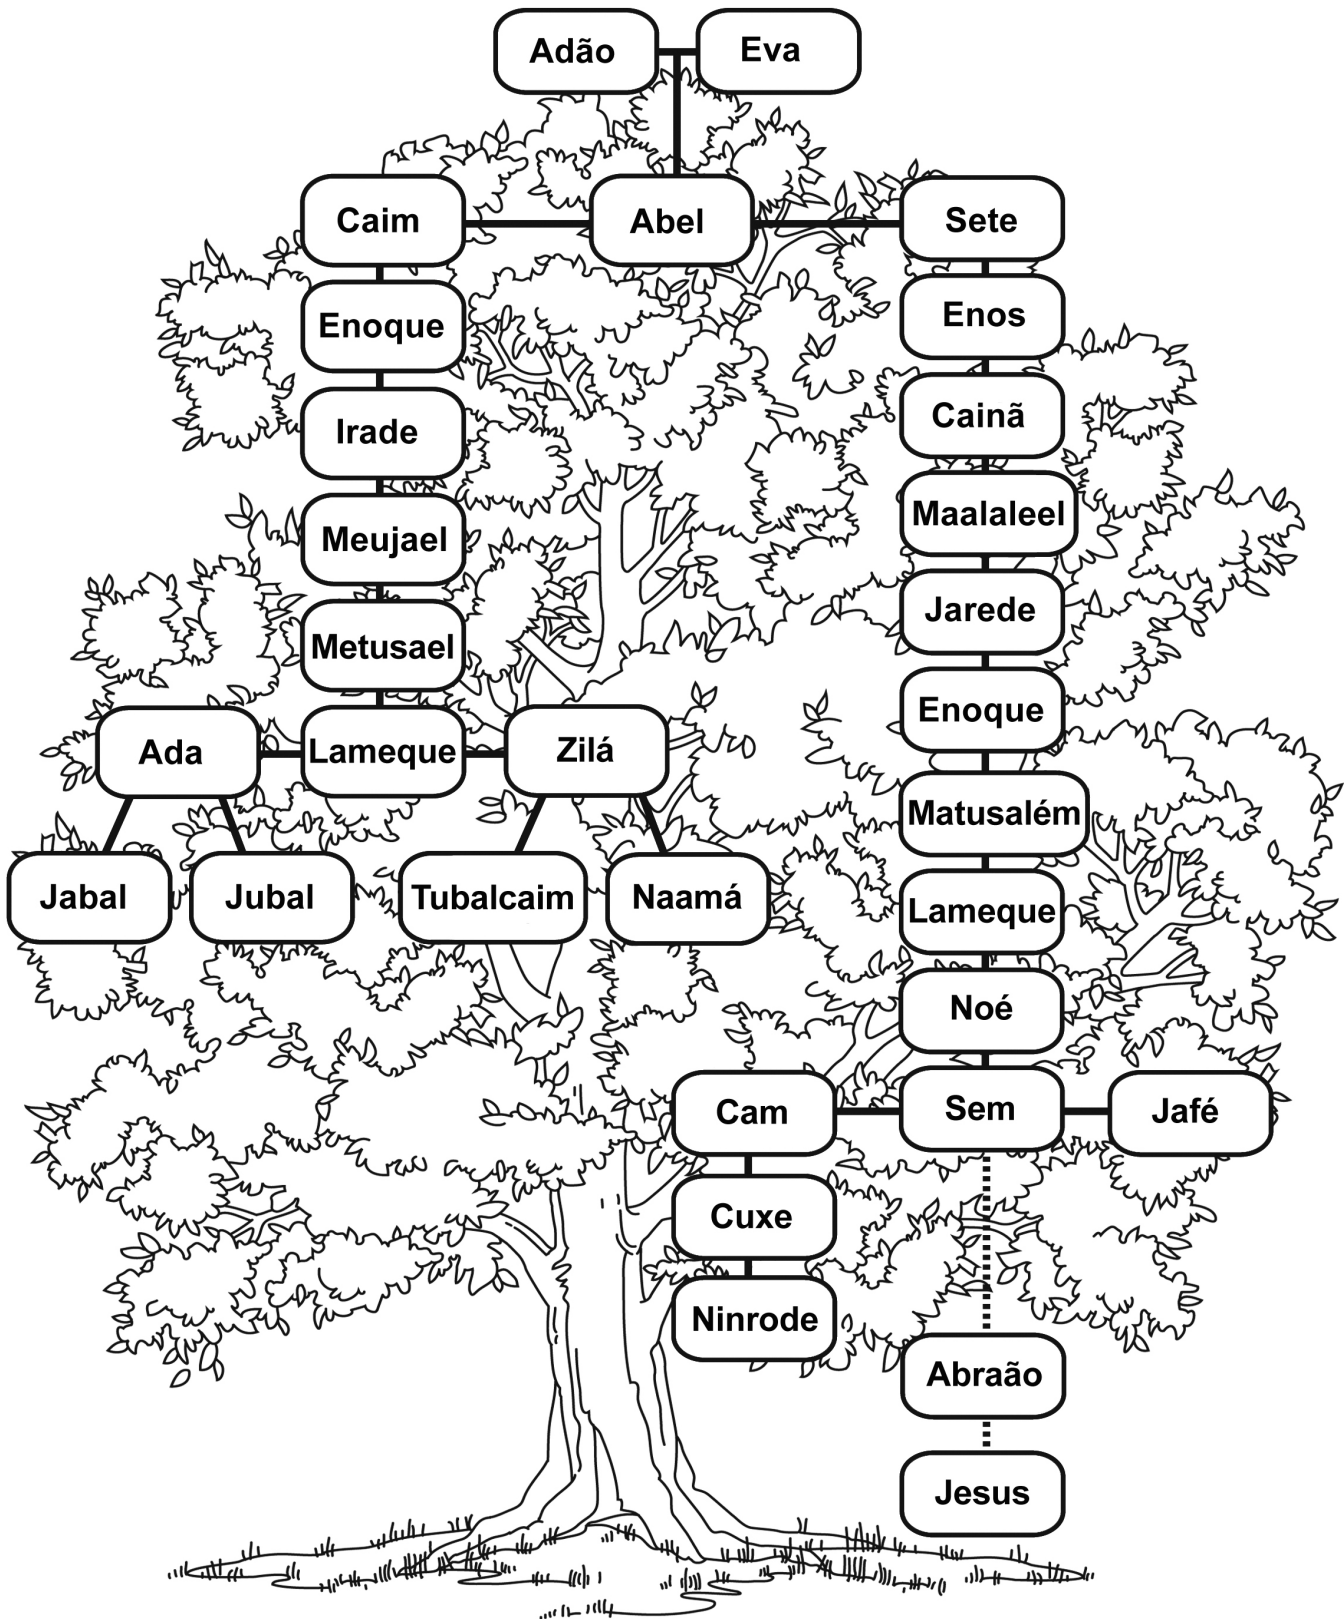 Adão
Eva
Caim
Abel
Sete
Enoque
Enos
Irade
Cainã
Meujael
Maalaleel
Metusael
Jarede
Ada
Lameque
Zilá
Enoque
Matusalém
Jabal
Jubal
Tubalcaim
Naamá
Lameque
Noé
Cam
Sem
Jafé
Cuxe
Ninrode
Abraão
Jesus